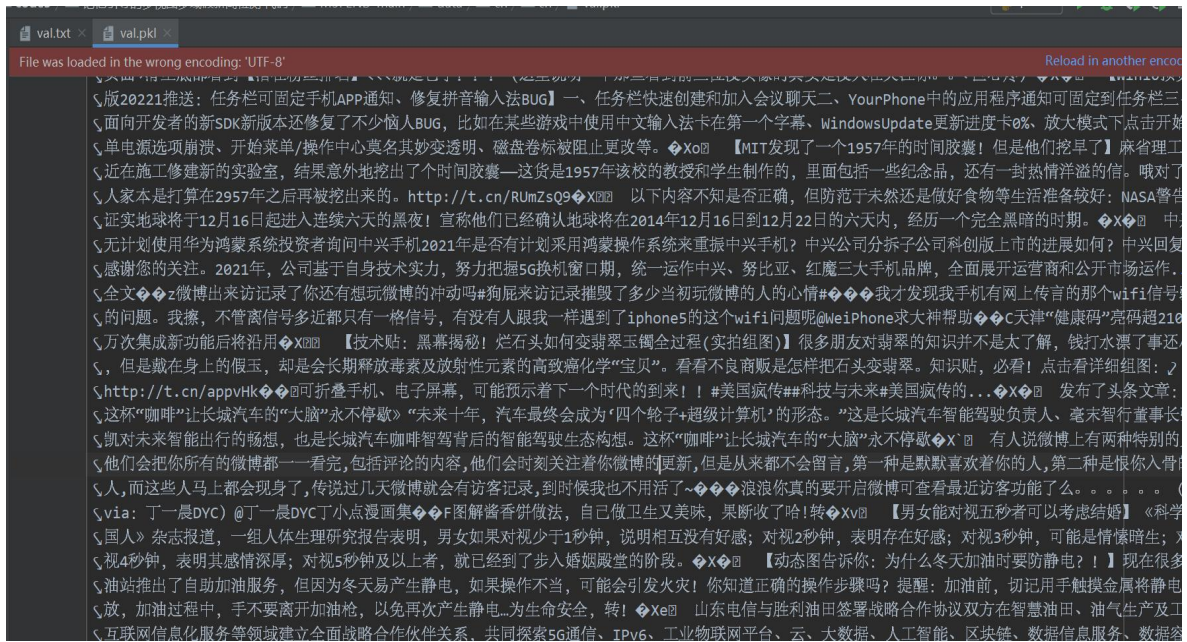 val.txt × val.pkl ×
File was loaded in the wrong encoding: 'UTF-8' Reload in another encod
版20221推送: 任务栏可固定手机APP通知、修复拼音输入法BUG】一、任务栏快速创建和加入会议聊天二、YourPhone中的应用程序通知可固定到任务栏三
面向开发者的新SDK新版本还修复了不少恼人BUG, 比如在某些游戏中使用中文输入法卡在第一个字幕、WindowsUpdate更新进度卡0%、放大模式下点击开始
单电源选项崩溃、开始菜单/操作中心莫名其妙变透明、磁盘卷标被阻止更改等。�Xo 【MIT发现了一个1957年的时间胶囊! 但是他们挖早了】麻省理工
近在施工修建新的实验室, 结果意外地挖出了个时间胶囊——这货是1957年该校的教授和学生制作的, 里面包括一些纪念品, 还有一封热情洋溢的信。哦对了
人家本是打算在2957年之后再被挖出来的。http://t.cn/RUmZsQ9�X 以下内容不知是否正确, 但防范于未然还是做好食物等生活准备较好: NASA警告
证实地球将于12月16日起进入连续六天的黑夜! 宣称他们已经确认地球将在2014年12月16日到12月22日的六天内, 经历一个完全黑暗的时期。�X� 中
无计划使用华为鸿蒙系统投资者询问中兴手机2021年是否有计划采用鸿蒙操作系统来重振中兴手机? 中兴公司分拆子公司科创版上市的进展如何? 中兴回复
感谢您的关注。2021年, 公司基于自身技术实力, 努力把握5G换机窗口期, 统一运作中兴、努比亚、红魔三大手机品牌, 全面展开运营商和公开市场运作.
全文��z微博出来访记录了你还有想玩微博的冲动吗#狗屁来访记录摧毁了多少当初玩微博的人的心情#���我才发现我手机有网上传言的那个wifi信号
的问题。我擦, 不管离信号多近都只有一格信号, 有没有人跟我一样遇到了iphone5的这个wifi问题呢@WeiPhone求大神帮助��C天津“健康码”亮码超210
万次集成新功能后将沿用�X 【技术贴: 黑幕揭秘! 烂石头如何变翡翠玉镯全过程(实拍组图)】很多朋友对翡翠的知识并不是太了解, 钱打水漂了事还
, 但是戴在身上的假玉, 却是会长期释放毒素及放射性元素的高致癌化学“宝贝”。看看不良商贩是怎样把石头变翡翠。知识贴, 必看! 点击看详细组图:
http://t.cn/appvHk��可折叠手机、电子屏幕, 可能预示着下一个时代的到来! ! #美国疯传##科技与未来#美国疯传的...�X� 发布了头条文章:
这杯“咖啡”让长城汽车的“大脑”永不停歇》“未来十年, 汽车最终会成为‘四个轮子+超级计算机’的形态。”这是长城汽车智能驾驶负责人、毫末智行董事长
凯对未来智能出行的畅想, 也是长城汽车咖啡智驾背后的智能驾驶生态构想。这杯“咖啡”让长城汽车的“大脑”永不停歇�X` 有人说微博上有两种特别的
他们会把你所有的微博都一一看完,包括评论的内容,他们会时刻关注着你微博的更新,但是从来都不会留言,第一种是默默喜欢着你的人,第二种是恨你入骨的
人,而这些人马上都会现身了,传说过几天微博就会有访客记录,到时候我也不用活了~���浪浪你真的要开启微博可查看最近访客功能了么。。。。。。 (
via: 丁一晨DYC) @丁一晨DYC丁小点漫画集��F图解酱香饼做法, 自己做卫生又美味, 果断收了哈!转�Xv 【男女能对视五秒者可以考虑结婚】《科学
国人》杂志报道, 一组人体生理研究报告表明, 男女如果对视少于1秒钟, 说明相互没有好感; 对视2秒钟, 表明存在好感; 对视3秒钟, 可能是情愫暗生; 对
视4秒钟, 表明其感情深厚; 对视5秒钟及以上者, 就已经到了步入婚姻殿堂的阶段。�X� 【动态图告诉你: 为什么冬天加油时要防静电? ! 】现在很多
油站推出了自助加油服务, 但因为冬天易产生静电, 如果操作不当, 可能会引发火灾! 你知道正确的操作步骤吗? 提醒: 加油前, 切记用手触摸金属将静电
放, 加油过程中, 手不要离开加油枪, 以免再次产生静电…为生命安全, 转! �Xe 山东电信与胜利油田签署战略合作协议双方在智慧油田、油气生产及工
互联网信息化服务等领域建立全面战略合作伙伴关系, 共同探索5G通信、IPv6、工业物联网平台、云、大数据、人工智能、区块链、数据信息服务、数据